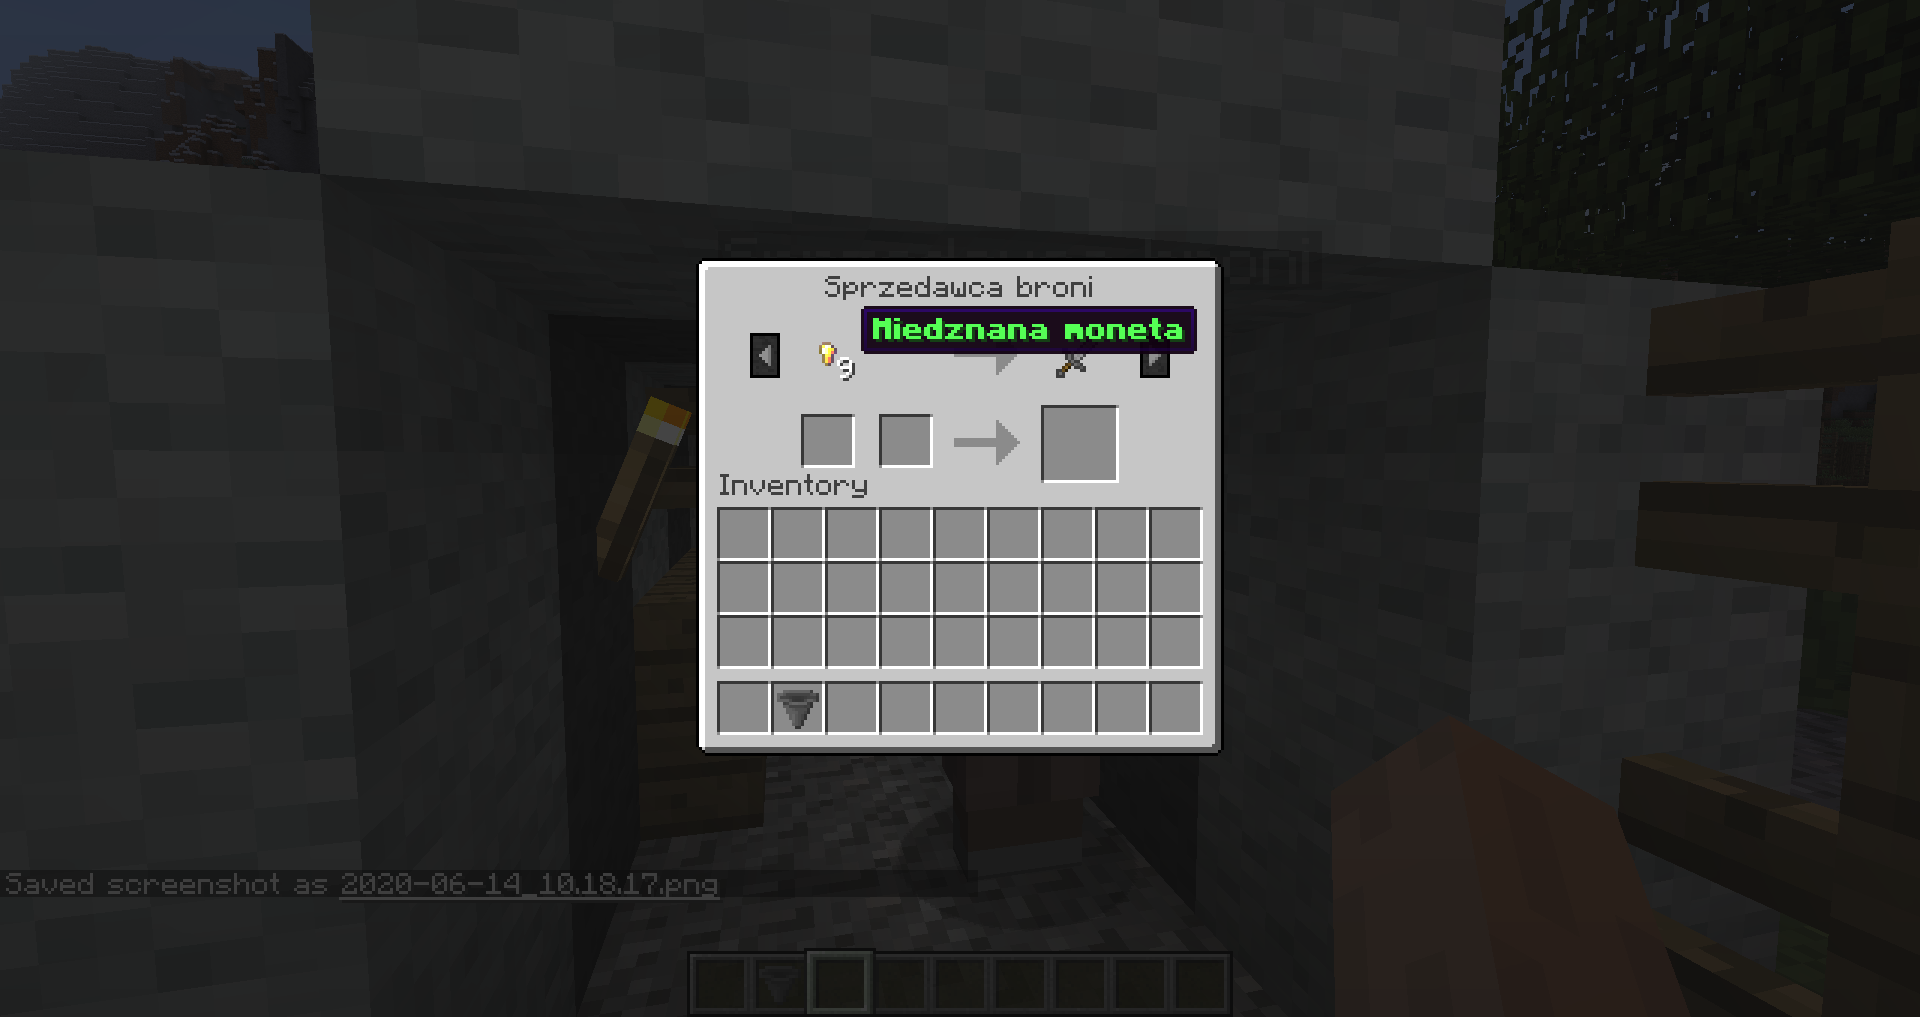 Sprzedawca broni
Miedznana moneta
9
Inventory
Saved screenshot as 2020-06-14_10.18.17.png